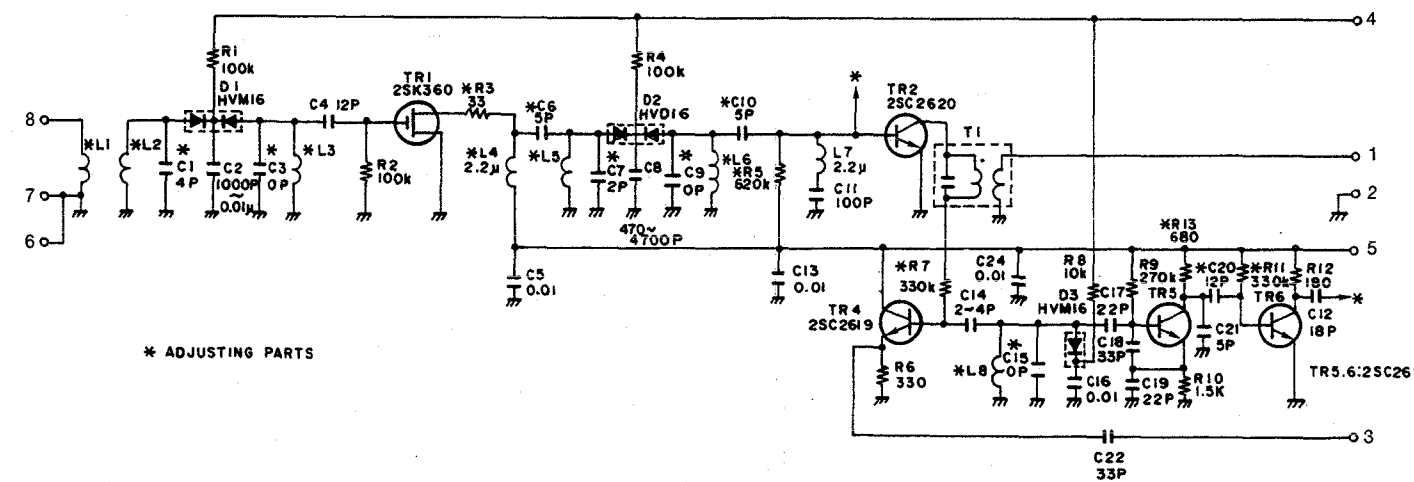 4
R1
100k
D1
HVM16
TR1
2SK360
*R3
33
R4
100k
D2
HVD16
*C6
5P
*C10
5P
*
TR2
2SC2620
T1
8
*L1
*L2
C4 12P
*
C1
4P
C2
1000P
~
0.01μ
*
C3
0P
*L3
R2
100k
*L4
2.2μ
*L5
*
C7
2P
C8
470~
4700P
*
C9
0P
*L6
*R5
620k
L7
2.2μ
C11
100P
1
7
2
6
5
C5
0.01
C13
0.01
*R7
330k
C24
0.01
R8
10k
R9
270k
*R13
680
*C20
12P
*R11
330k
R12
180
TR4
2SC2619
C14
2~4P
D3
HVM16
C17
22P
TR5
TR6
*
C12
18P
* ADJUSTING PARTS
R6
330
*L8
*
C15
0P
C16
0.01
C18
33P
C19
22P
R10
1.5K
C21
5P
TR5.6:2SC26
3
C22
33P